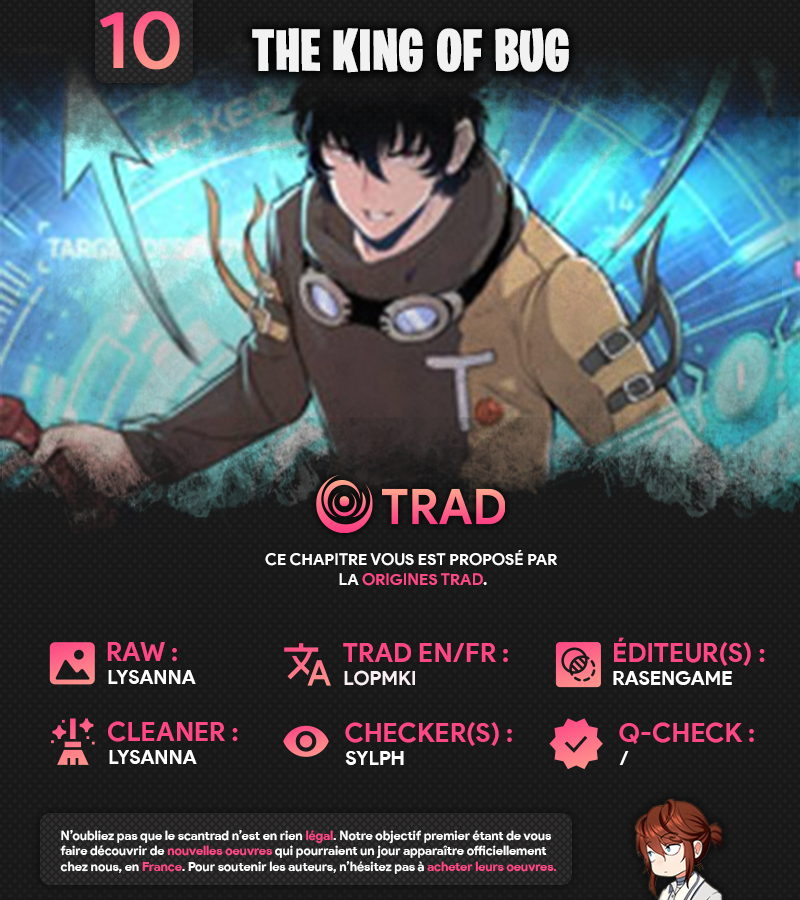 10
THE KING OF BUG
LOCKED
14
TRAD
CE CHAPITRE VOUS EST PROPOSÉ PAR
LA ORIGINES TRAD.
RAW :
LYSANNA
TRAD EN/FR :
LOPMKI
ÉDITEUR(S) :
RASENGAME
CLEANER :
LYSANNA
CHECKER(S) :
SYLPH
Q-CHECK :
/
N'oubliez pas que le scantrad n'est en rien légal. Notre objectif premier étant de vous
faire découvrir de nouvelles oeuvres qui pourraient un jour apparaître officiellement
chez nous, en France. Pour soutenir les auteurs, n'hésitez pas à acheter leurs oeuvres.